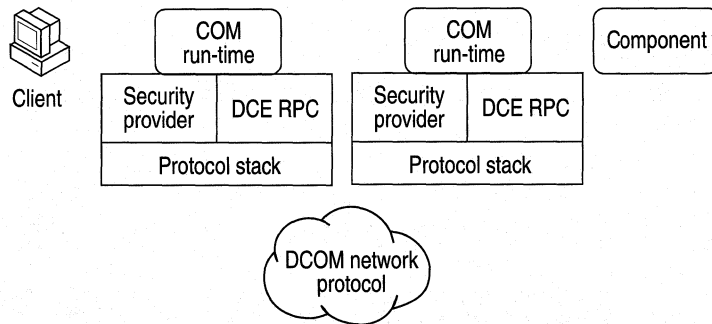 COM
run-time
COM
run-time
Component
Client
Security
provider
DCE RPC
Security
provider
DCE RPC
Protocol stack
Protocol stack
DCOM network
protocol